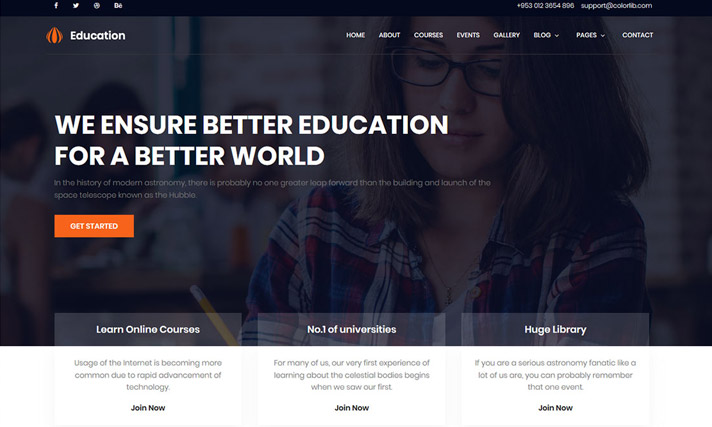 +953 012 3654 896 support@colorlib.com
Education
HOME ABOUT COURSES EVENTS GALLERY BLOG PAGES CONTACT
WE ENSURE BETTER EDUCATION
FOR A BETTER WORLD
In the history of modern astronomy, there is probably no one greater leap forward than the building and launch of the
space telescope known as the Hubble.
GET STARTED
Learn Online Courses
Usage of the Internet is becoming more
common due to rapid advancement of
technology.
Join Now
No.1 of universities
For many of us, our very first experience of
learning about the celestial bodies begins
when we saw our first.
Join Now
Huge Library
If you are a serious astronomy fanatic like a
lot of us are, you can probably remember
that one event.
Join Now